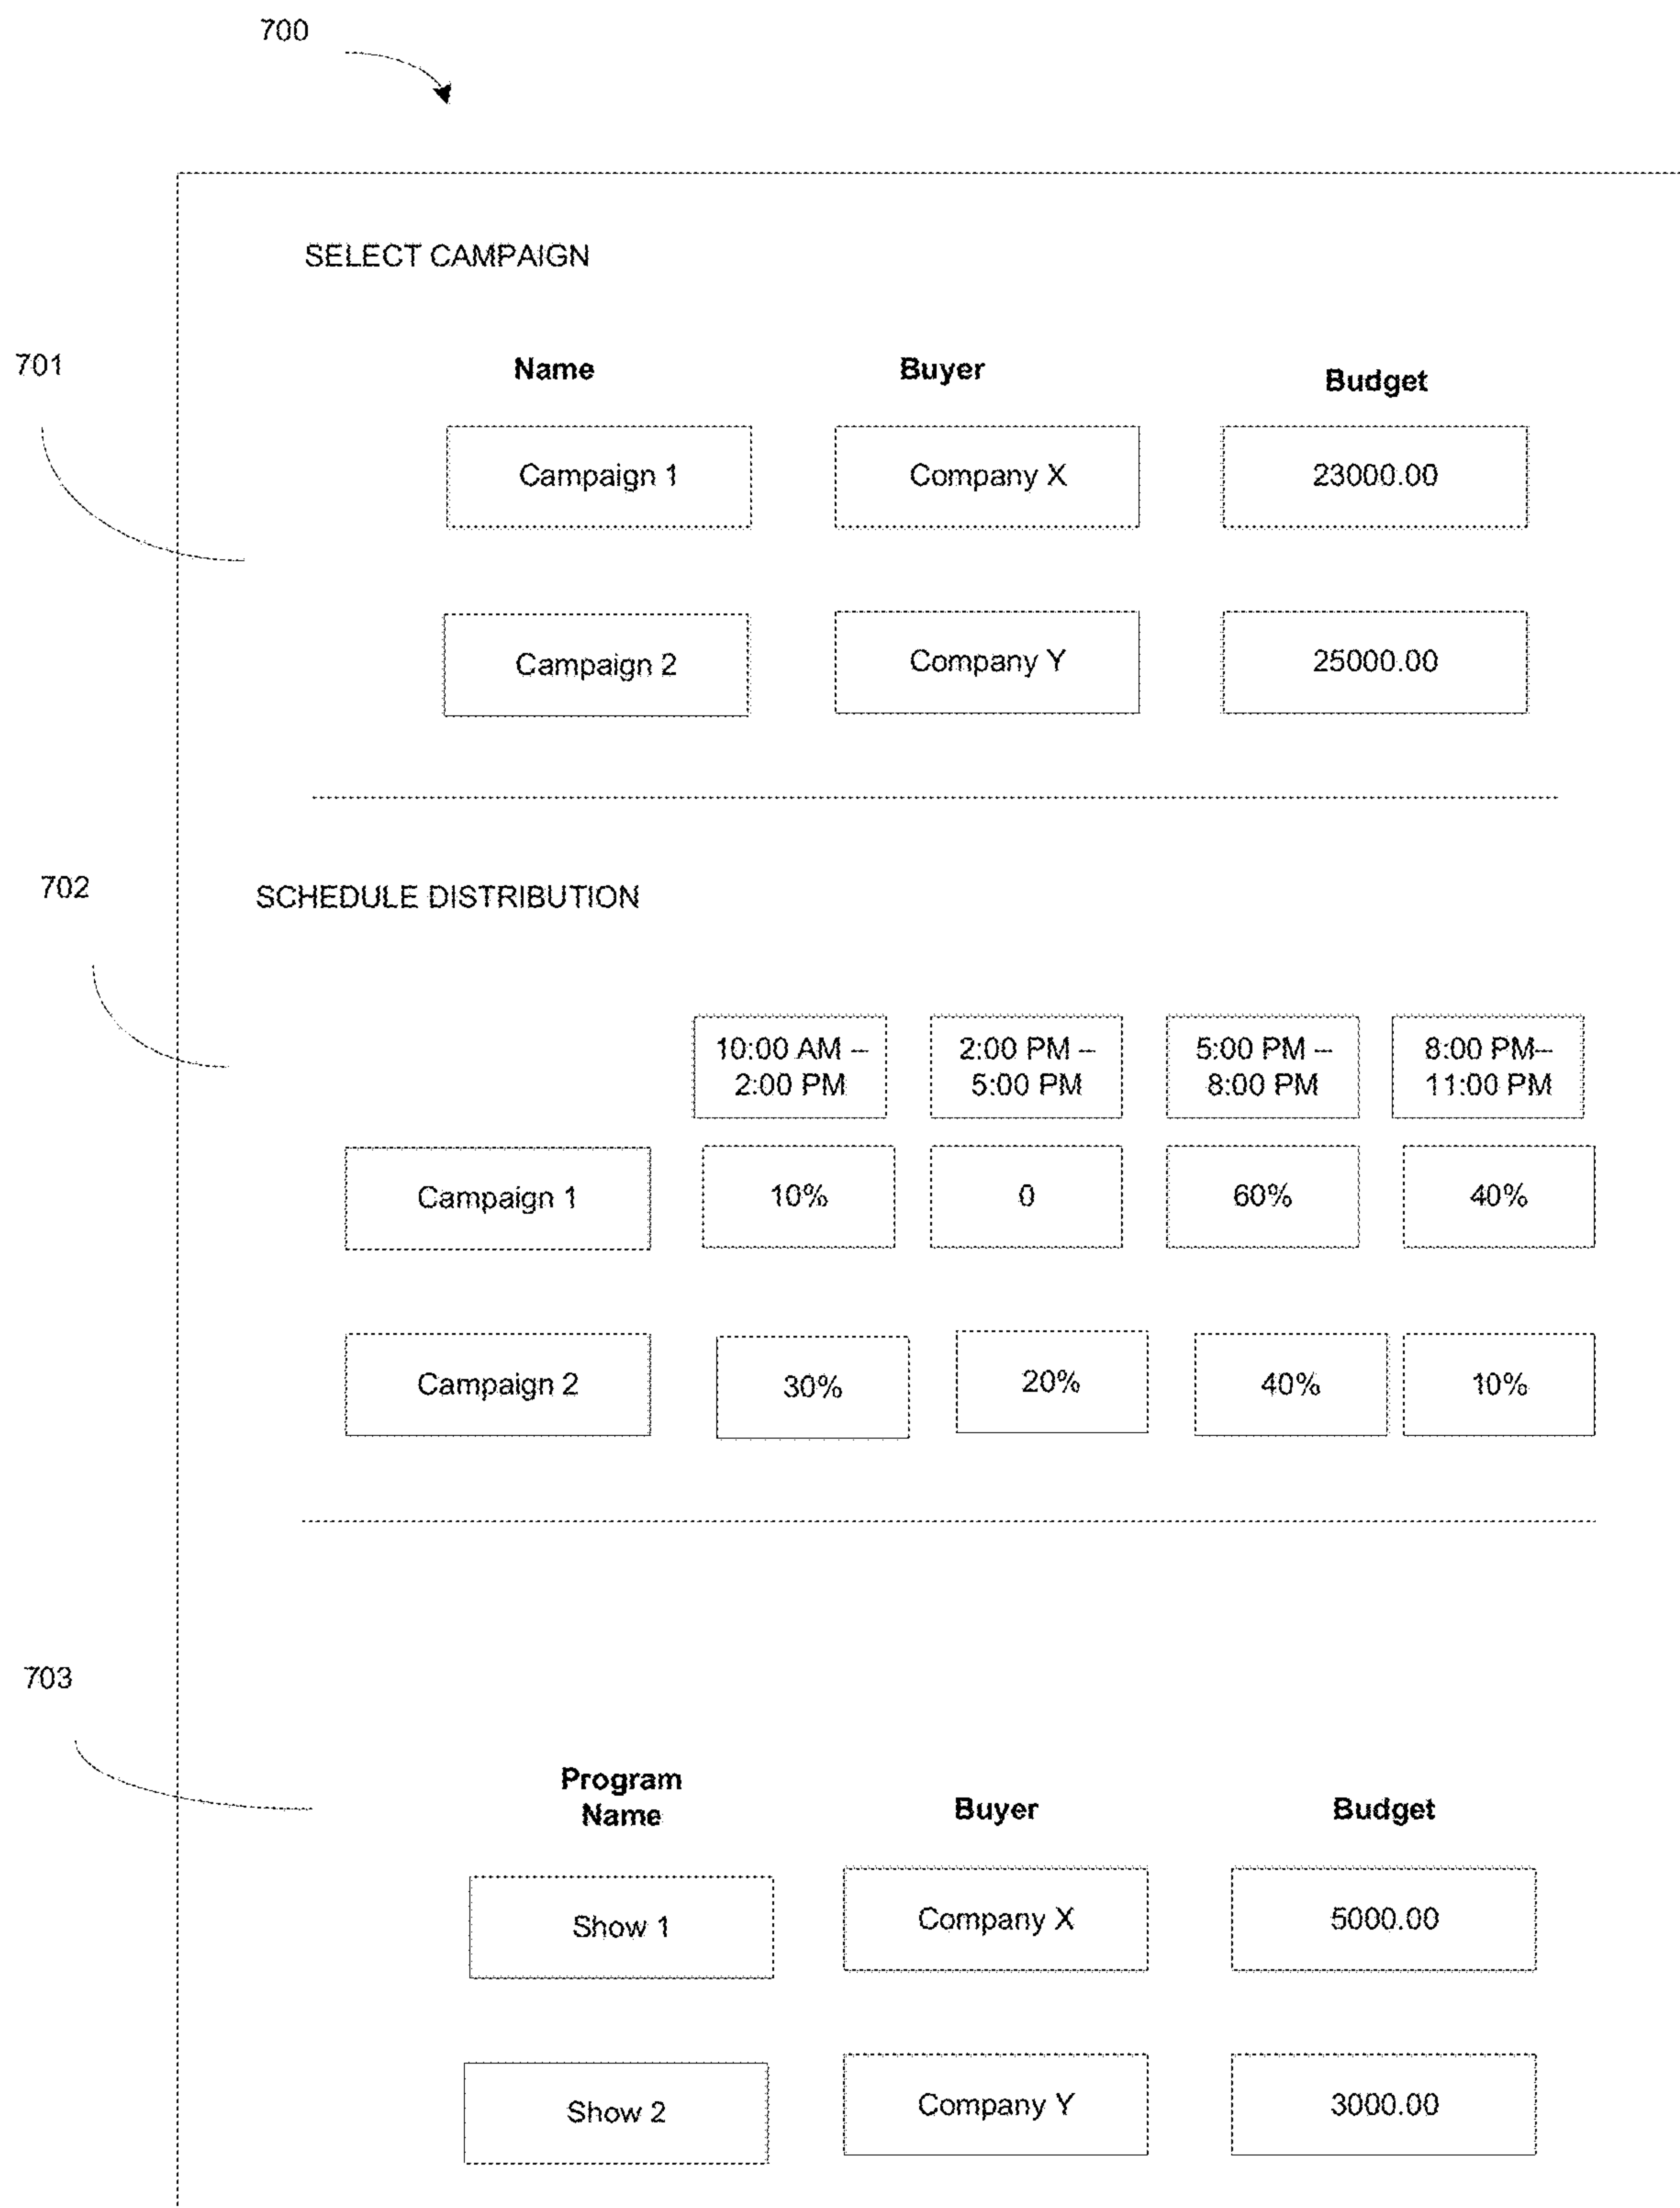 700
SELECT CAMPAIGN
701
Name Buyer Budget
Campaign 1 Company X 23000.00
Campaign 2 Company Y 25000.00
702
SCHEDULE DISTRIBUTION
10:00 AM – 2:00 PM – 5:00 PM – 8:00 PM–
2:00 PM 5:00 PM 8:00 PM 11:00 PM
Campaign 1 10% 0 60% 40%
Campaign 2 30% 20% 40% 10%
703
Program
Name Buyer Budget
Show 1 Company X 5000.00
Show 2 Company Y 3000.00